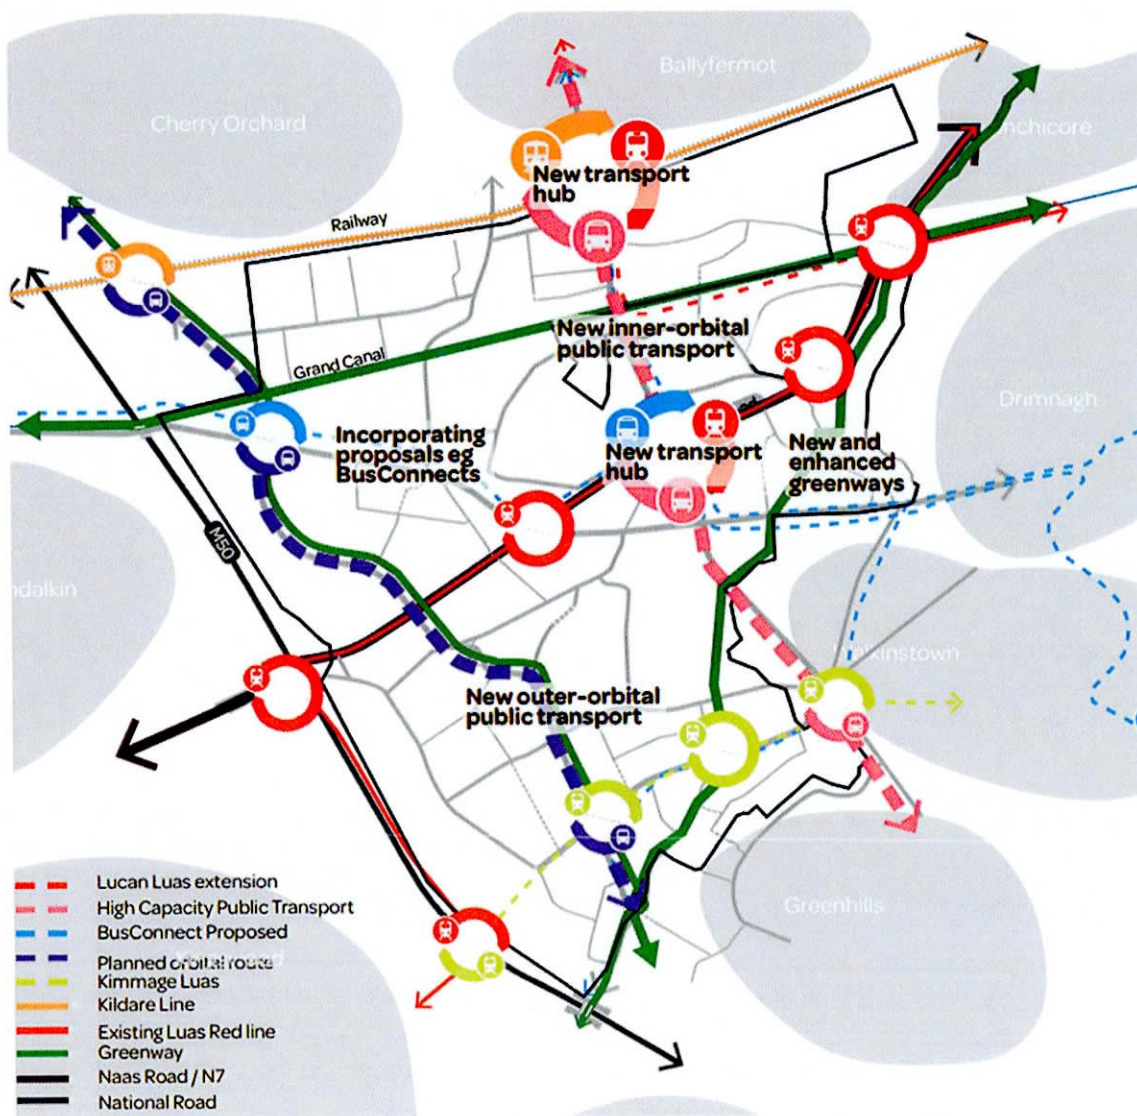 Ballyfermot
Cherry Orchard
nchicore
New transport
hub
Railway
New inner-orbital
public transport
Grand Canal
Drimnagh
Incorporating
proposals eg
BusConnects
New transport
hub
New and
enhanced
greenways
M50
ndalkin
Walkinstown
New outer-orbital
public transport
Greenhills
Lucan Luas extension
High Capacity Public Transport
BusConnect Proposed
Planned orbital route
Kimmage Luas
Kildare Line
Existing Luas Red line
Greenway
Naas Road / N7
National Road